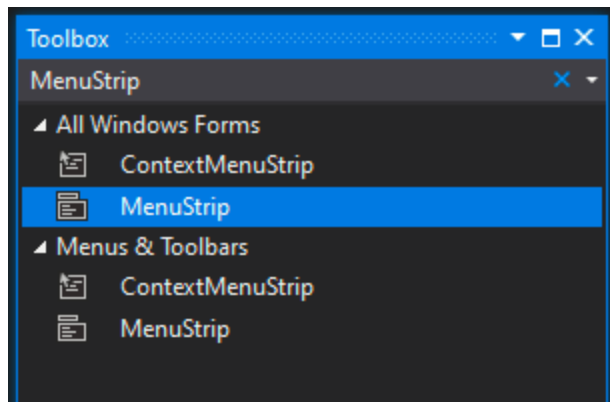 Toolbox
MenuStrip
All Windows Forms
ContextMenuStrip
MenuStrip
Menus & Toolbars
ContextMenuStrip
MenuStrip